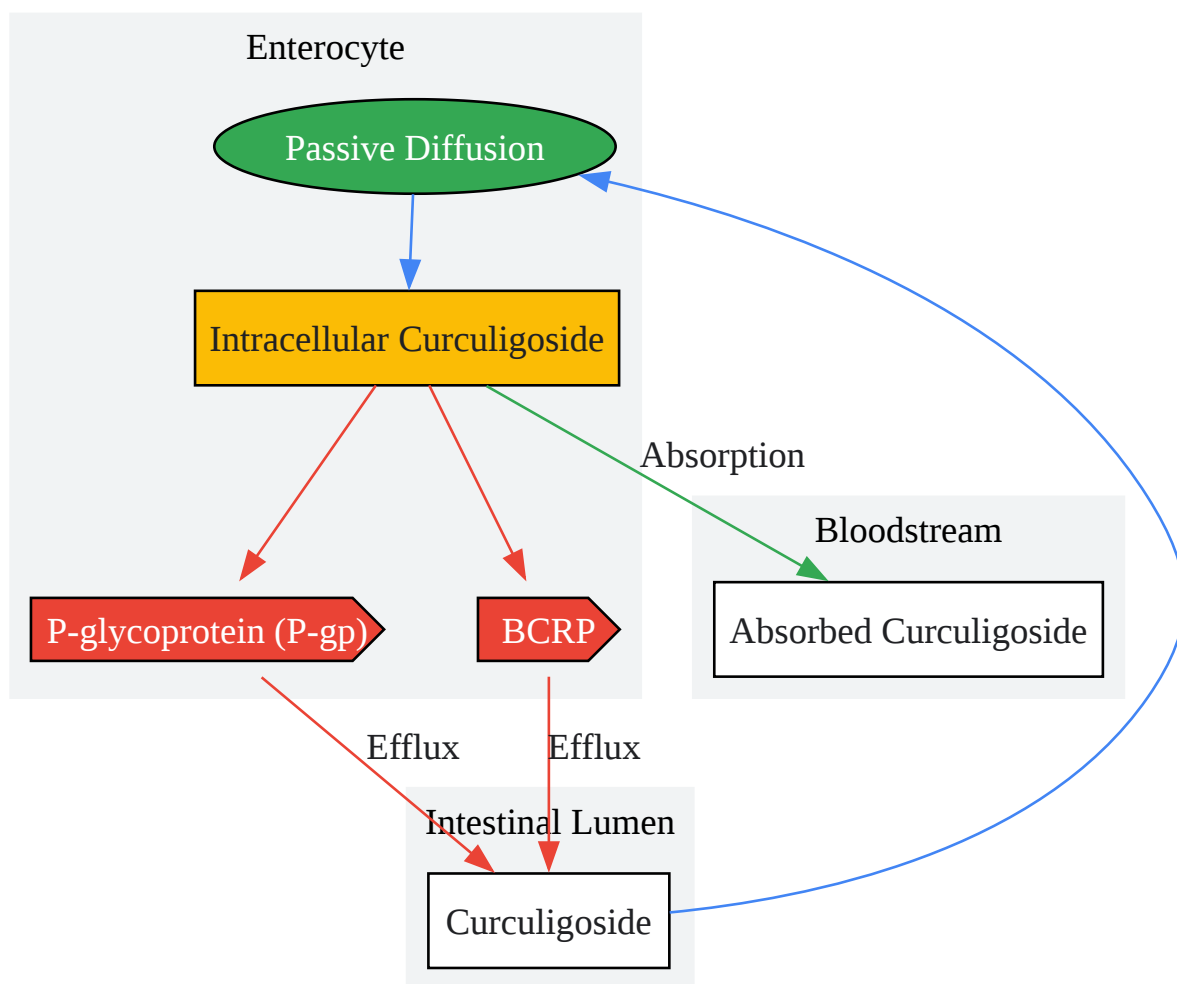 Enterocyte
Passive Diffusion
Intracellular Curculigoside
Absorption
Bloodstream
P-glycoprotein (P-gp)
BCRP
Absorbed Curculigoside
Efflux
Efflux
Intestinal Lumen
Curculigoside